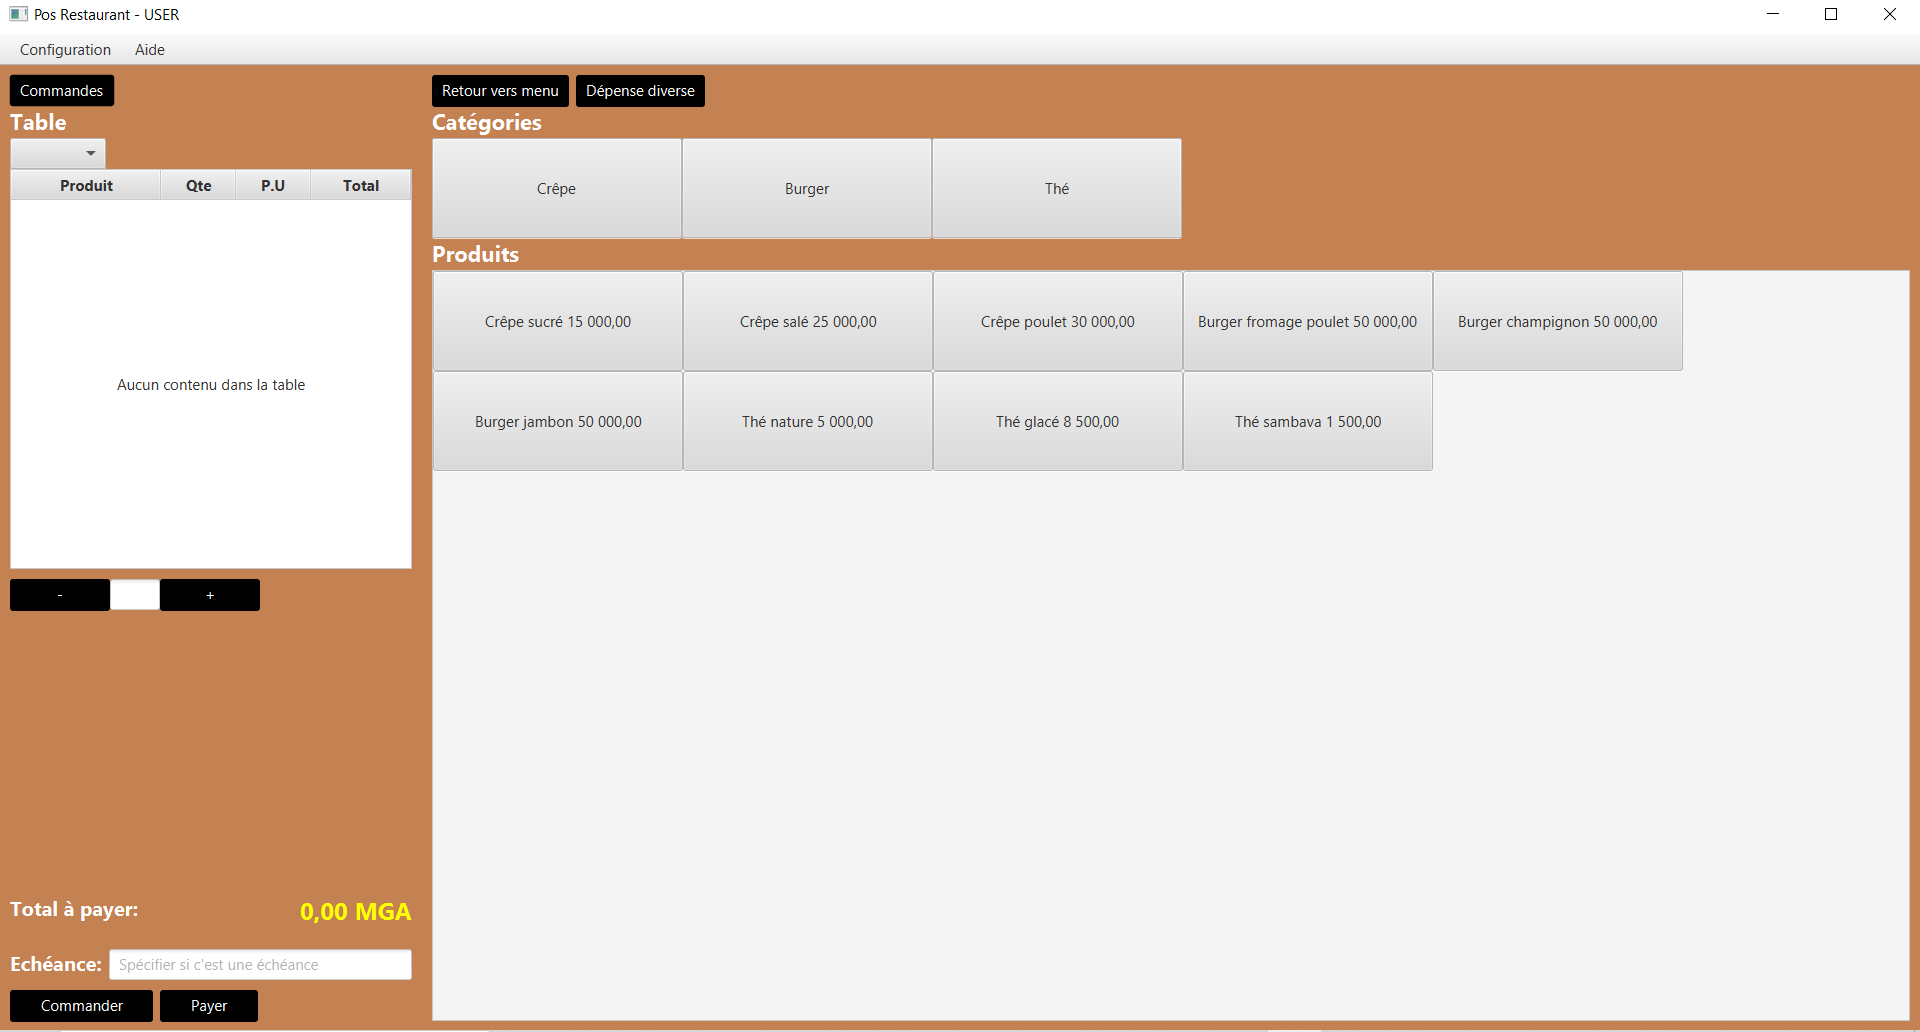 Pos Restaurant - USER
Configuration Aide
Commandes
Table
Produit Qte P.U Total
Aucun contenu dans la table
- +
Total à payer: 0,00 MGA
Echéance: Spécifier si c'est une échéance
Commander Payer
Retour vers menu Dépense diverse
Catégories
Crêpe Burger Thé
Produits
Crêpe sucré 15 000,00 Crêpe salé 25 000,00 Crêpe poulet 30 000,00 Burger fromage poulet 50 000,00 Burger champignon 50 000,00
Burger jambon 50 000,00 Thé nature 5 000,00 Thé glacé 8 500,00 Thé sambava 1 500,00